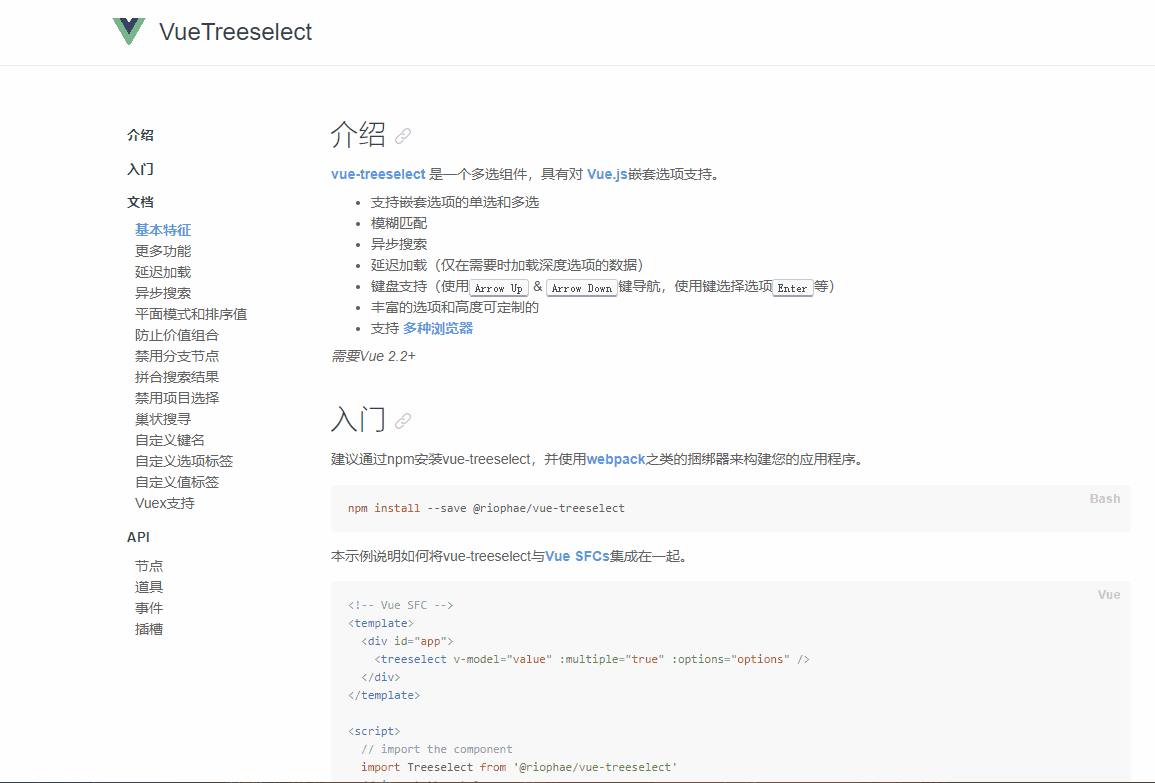 VueTreeselect
介绍
入门
文档
基本特征
更多功能
延迟加载
异步搜索
平面模式和排序值
防止价值组合
禁用分支节点
拼合搜索结果
禁用项目选择
巢状搜寻
自定义键名
自定义选项标签
自定义值标签
Vuex支持
API
节点
道具
事件
插槽
介绍
vue-treeselect 是一个多选组件，具有对 Vue.js嵌套选项支持。
支持嵌套选项的单选和多选
模糊匹配
异步搜索
延迟加载（仅在需要时加载深度选项的数据）
键盘支持（使用Arrow Up & Arrow Down键导航，使用键选择选项Enter等）
丰富的选项和高度可定制的
支持 多种浏览器
需要Vue 2.2+
入门
建议通过npm安装vue-treeselect，并使用webpack之类的捆绑器来构建您的应用程序。
Bash
npm install --save @riophae/vue-treeselect
本示例说明如何将vue-treeselect与Vue SFCs集成在一起。
Vue
<!-- Vue SFC -->
<template>
<div id="app">
<treeselect v-model="value" :multiple="true" :options="options" />
</div>
</template>
<script>
// import the component
import Treeselect from '@riophae/vue-treeselect'